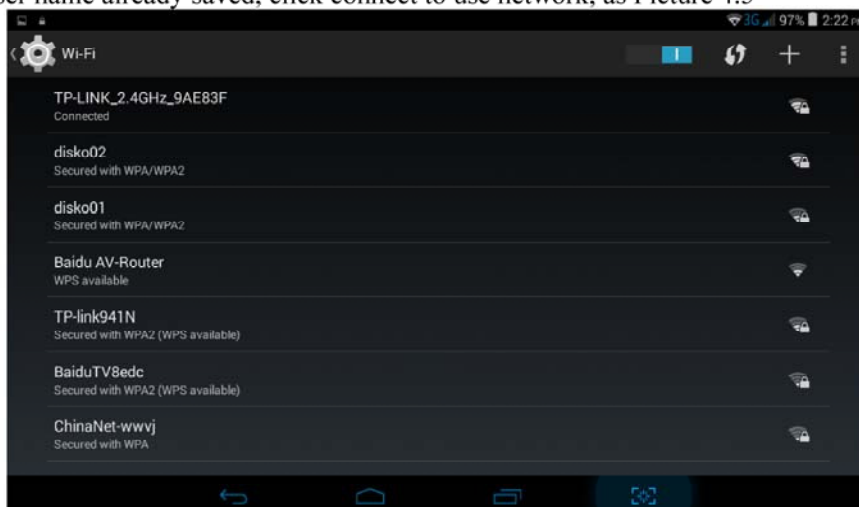 name already saved, click connect to use network, as Picture 4.5
3G 97% 2:22
Wi-Fi
TP-LINK_2.4GHz_9AE83F
Connected
disko02
Secured with WPA/WPA2
disko01
Secured with WPA/WPA2
Baidu AV-Router
WPS available
TP-link941N
Secured with WPA2 (WPS available)
BaiduTV8edc
Secured with WPA2 (WPS available)
ChinaNet-wwvj
Secured with WPA